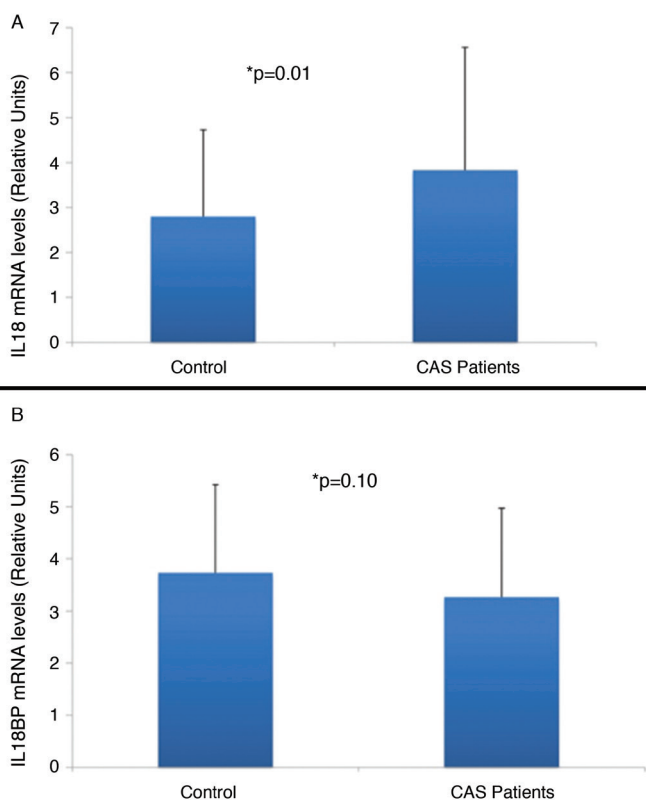 A
IL18 mRNA levels (Relative Units)
7
6
5
4
3
2
1
0
*p=0.01
Control
CAS Patients
B
IL18BP mRNA levels (Relative Units)
6
5
4
3
2
1
0
*p=0.10
Control
CAS Patients